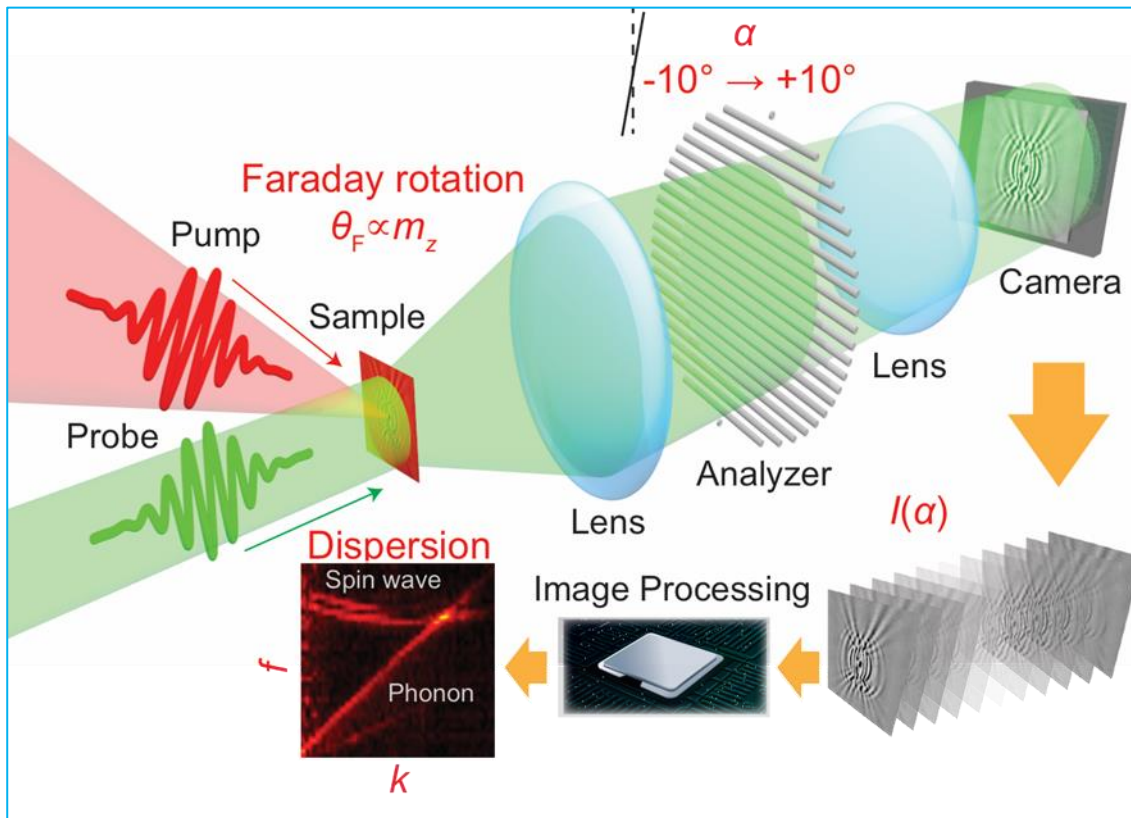 α
-10° → +10°
Faraday rotation
θF∝mz
Pump
Sample
Probe
Camera
Lens
Analyzer
Lens
I(α)
Dispersion
Spin wave
Phonon
f
k
Image Processing